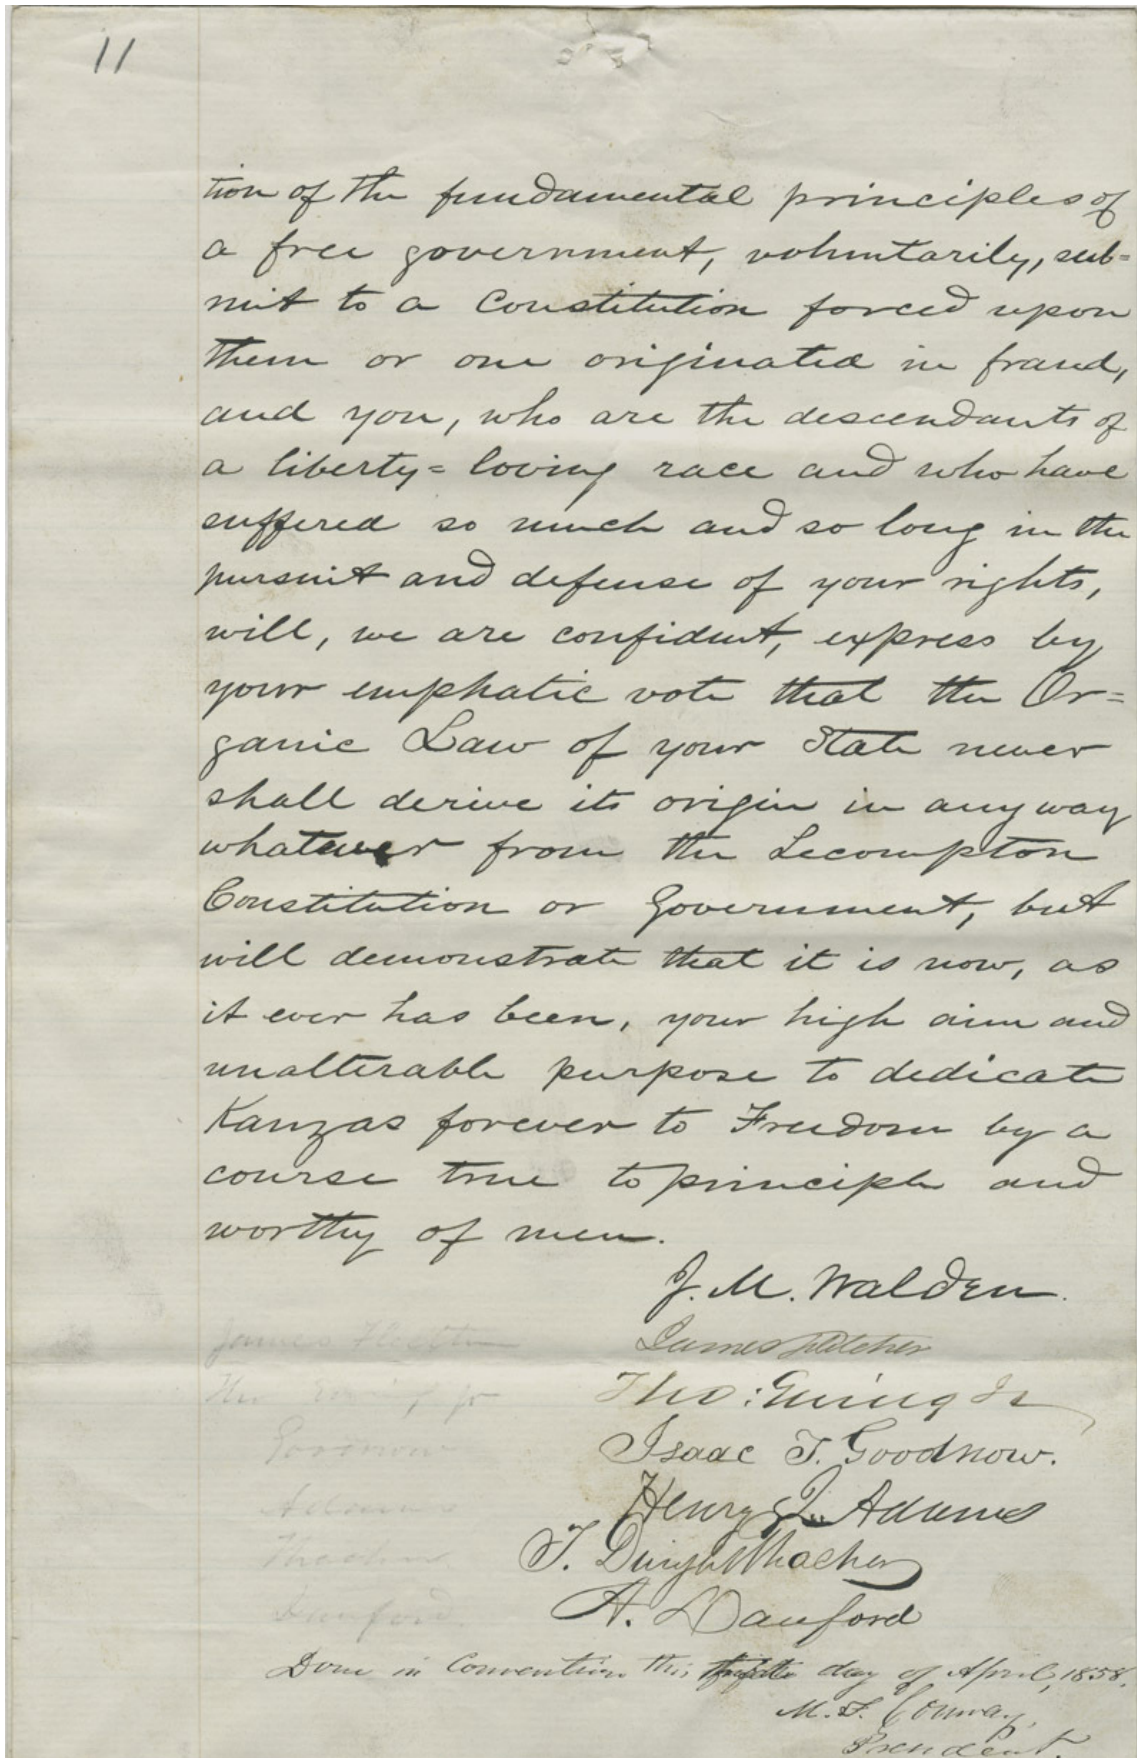 11
tion of the fundamental principles of
a free government, voluntarily, sub=
mit to a Constitution forced upon
them or one originated in fraud,
and you, who are the descendants of
a liberty=loving race and who have
suffered so much and so long in the
pursuit and defense of your rights,
will, we are confident, express by
your emphatic vote that the Or=
ganic Law of your State never
shall derive its origin in any way
whatever from the Lecompton
Constitution or Government, but
will demonstrate that it is now, as
it ever has been, your high aim and
unalterable purpose to dedicate
Kanzas forever to Freedom by a
course true to principle and
worthy of men.
J. M. Walden.
James Fletcher
Tho: Ewing Jr
Goodnow
Isaac T. Goodnow.
Adams
Henry J. Adams
Thacher
T. Dwight Thacher
Danford
A. Danford
Done in Convention this day of April, 1858.
M. F. Conway,
President.